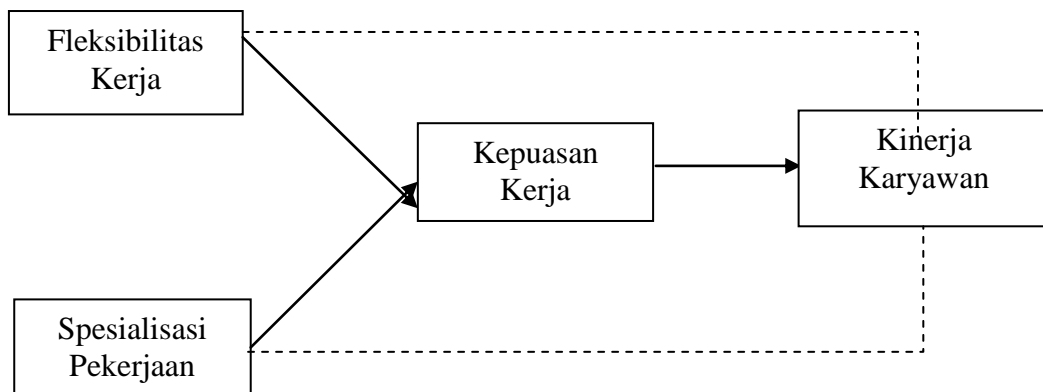 Fleksibilitas
Kerja
Kepuasan
Kerja
Kinerja
Karyawan
Spesialisasi
Pekerjaan